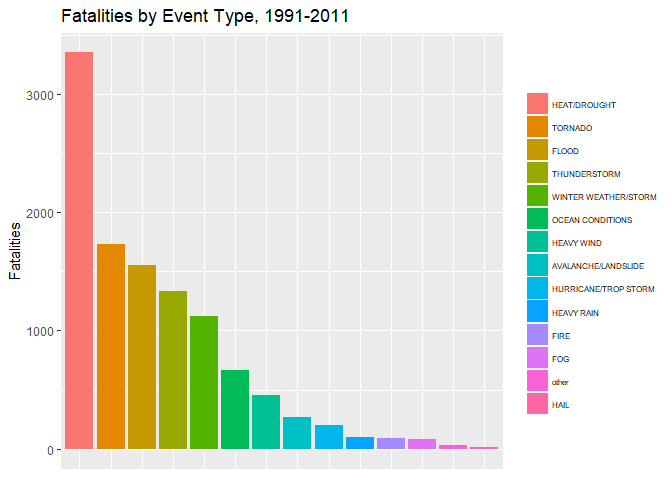 Fatalities by Event Type, 1991-2011
Fatalities
3000
2000
1000
0
HEAT/DROUGHT
TORNADO
FLOOD
THUNDERSTORM
WINTER WEATHER/STORM
OCEAN CONDITIONS
HEAVY WIND
AVALANCHE/LANDSLIDE
HURRICANE/TROP STORM
HEAVY RAIN
FIRE
FOG
other
HAIL